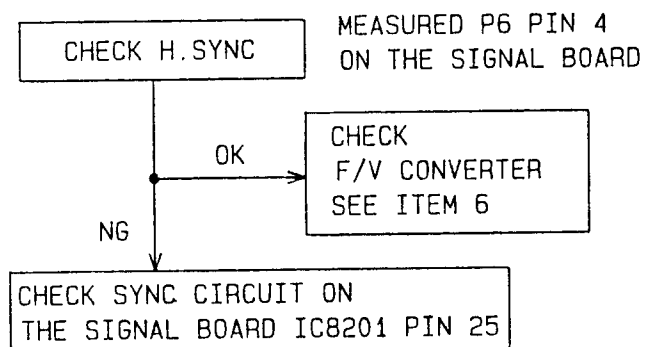 CHECK H.SYNC
MEASURED P6 PIN 4
ON THE SIGNAL BOARD
OK
CHECK
F/V CONVERTER
SEE ITEM 6
NG
CHECK SYNC CIRCUIT ON
THE SIGNAL BOARD IC8201 PIN 25